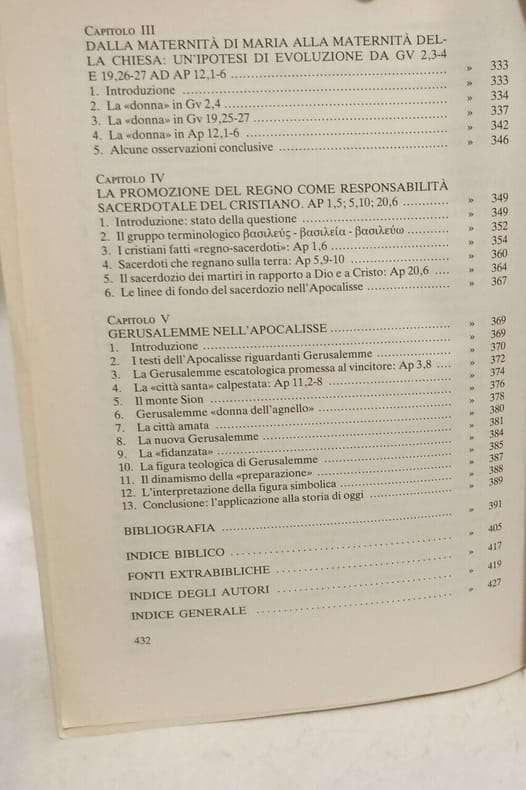 CAPITOLO III
DALLA MATERNITÀ DI MARIA ALLA MATERNITÀ DEL-
LA CHIESA: UN'IPOTESI DI EVOLUZIONE DA GV 2,3-4
E 19,26-27 AD AP 12,1-6 .......... » 333
1. Introduzione .......... » 333
2. La «donna» in Gv 2,4 .......... » 334
3. La «donna» in Gv 19,25-27 .......... » 337
4. La «donna» in Ap 12,1-6 .......... » 342
5. Alcune osservazioni conclusive .......... » 346
CAPITOLO IV
LA PROMOZIONE DEL REGNO COME RESPONSABILITÀ
SACERDOTALE DEL CRISTIANO. AP 1,5; 5,10; 20,6 .......... » 349
1. Introduzione: stato della questione .......... » 349
2. Il gruppo terminologico βασιλεύς - βασιλεία - βασιλεύω .......... » 352
3. I cristiani fatti «regno-sacerdoti»: Ap 1,6 .......... » 354
4. Sacerdoti che regnano sulla terra: Ap 5,9-10 .......... » 360
5. Il sacerdozio dei martiri in rapporto a Dio e a Cristo: Ap 20,6 .... » 364
6. Le linee di fondo del sacerdozio nell'Apocalisse .......... » 367
CAPITOLO V
GERUSALEMME NELL'APOCALISSE .......... » 369
1. Introduzione .......... » 369
2. I testi dell'Apocalisse riguardanti Gerusalemme .......... » 370
3. La Gerusalemme escatologica promessa al vincitore: Ap 3,8 .... » 372
4. La «città santa» calpestata: Ap 11,2-8 .......... » 374
5. Il monte Sion .......... » 376
6. Gerusalemme «donna dell'agnello» .......... » 378
7. La città amata .......... » 380
8. La nuova Gerusalemme .......... » 381
9. La «fidanzata» .......... » 384
10. La figura teologica di Gerusalemme .......... » 385
11. Il dinamismo della «preparazione» .......... » 387
12. L'interpretazione della figura simbolica .......... » 388
13. Conclusione: l'applicazione alla storia di oggi .......... » 389
BIBLIOGRAFIA .......... » 391
INDICE BIBLICO .......... » 405
FONTI EXTRABIBLICHE .......... » 417
INDICE DEGLI AUTORI .......... » 419
INDICE GENERALE .......... » 427
432